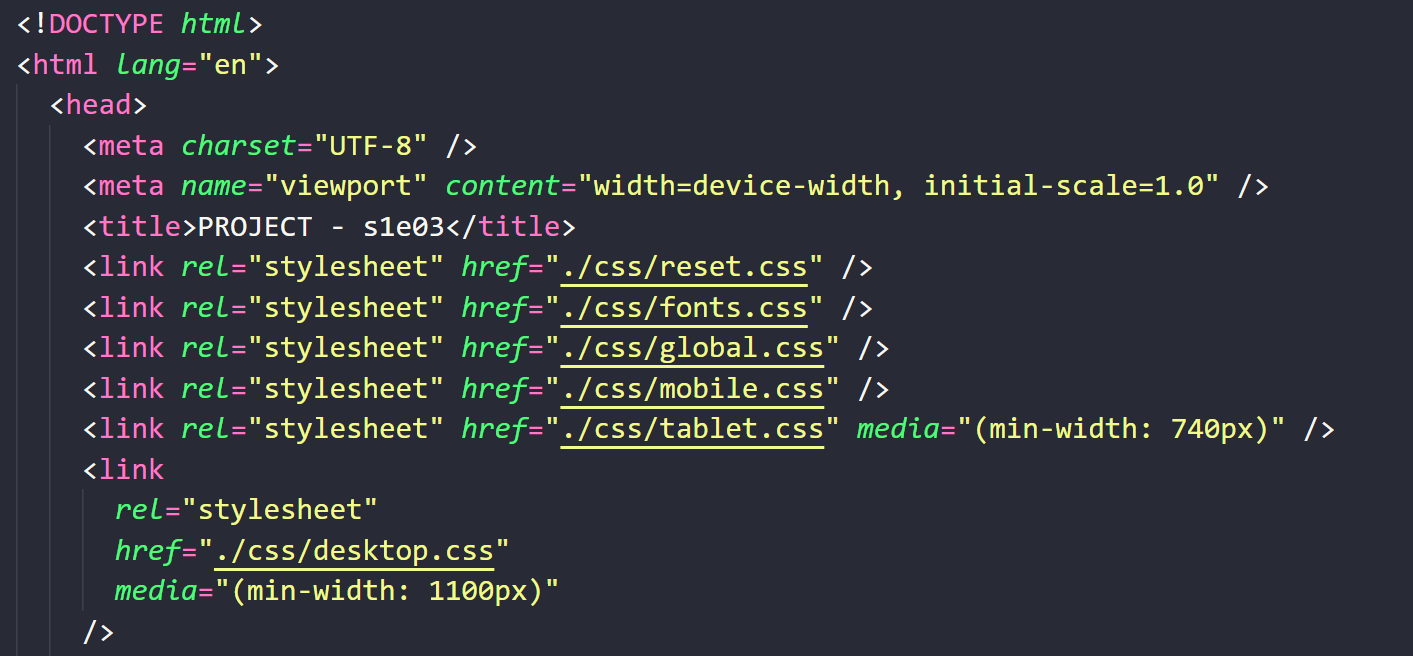 <!DOCTYPE html>
<html lang="en">
<head>
<meta charset="UTF-8" />
<meta name="viewport" content="width=device-width, initial-scale=1.0" />
<title>PROJECT - s1e03</title>
<link rel="stylesheet" href="./css/reset.css" />
<link rel="stylesheet" href="./css/fonts.css" />
<link rel="stylesheet" href="./css/global.css" />
<link rel="stylesheet" href="./css/mobile.css" />
<link rel="stylesheet" href="./css/tablet.css" media="(min-width: 740px)" />
<link
rel="stylesheet"
href="./css/desktop.css"
media="(min-width: 1100px)"
/>